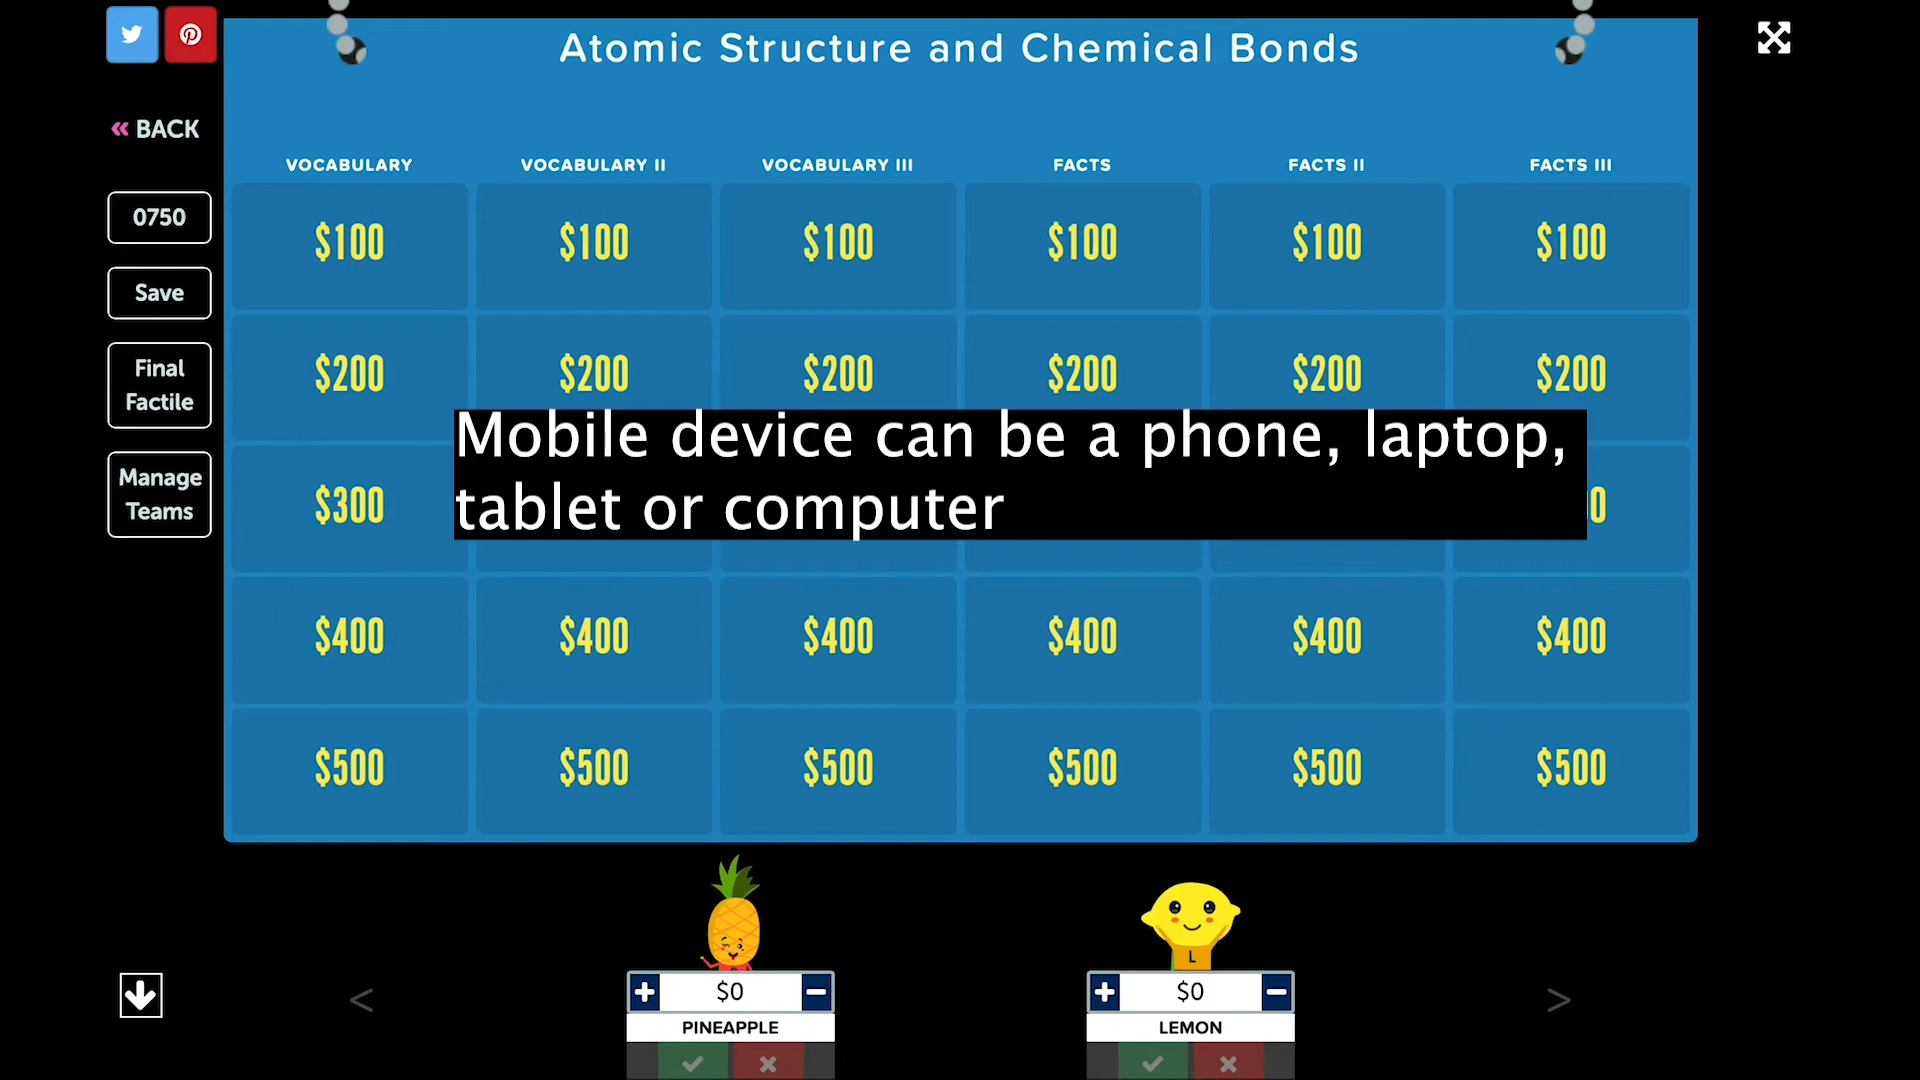 Atomic Structure and Chemical Bonds
« BACK
VOCABULARY VOCABULARY II VOCABULARY III FACTS FACTS II FACTS III
0750
$100 $100 $100 $100 $100 $100
Save
Final
Factile
$200 $200 $200 $200 $200 $200
Mobile device can be a phone, laptop,
tablet or computer
Manage
Teams
$300
$400 $400 $400 $400 $400 $400
$500 $500 $500 $500 $500 $500
L
< + $0 − + $0 − >
PINEAPPLE LEMON